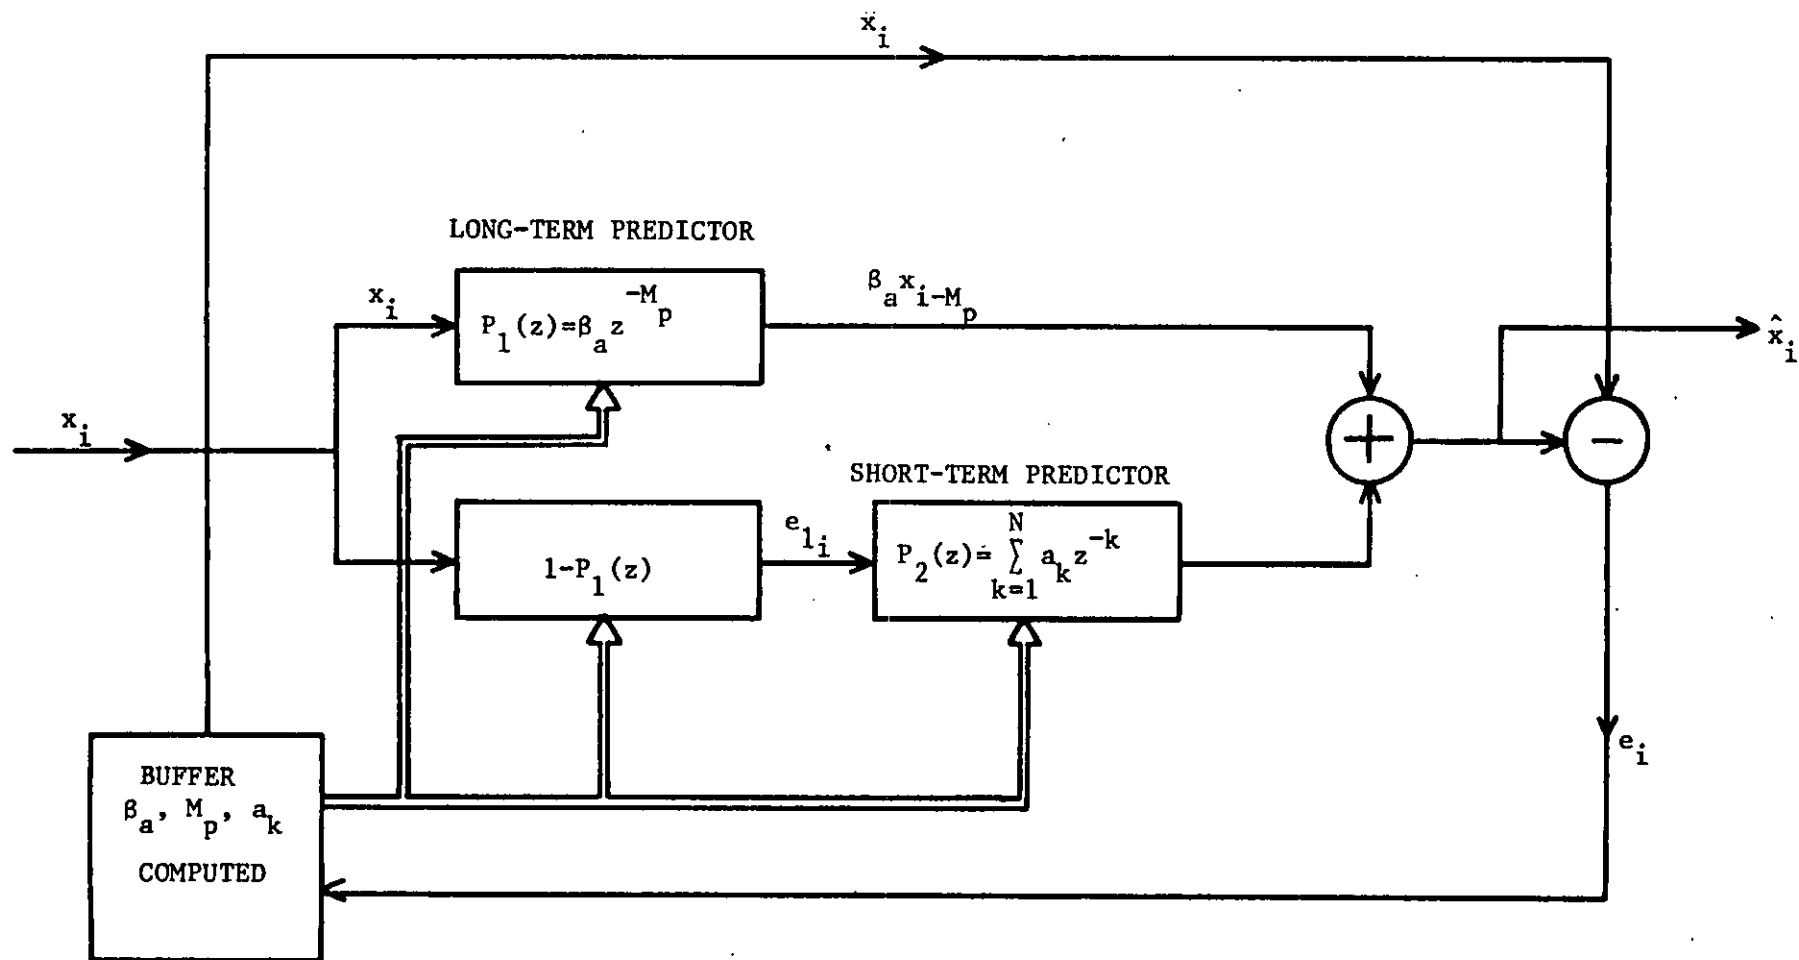 x_i
LONG-TERM PREDICTOR
x_i
P_1(z)=β_a z^{-M_p}
β_a x_{i-M_p}
x̂_i
x_i
SHORT-TERM PREDICTOR
+
−
1-P_1(z)
e_{1_i}
P_2(z)= \sum_{k=1}^{N} a_k z^{-k}
e_i
BUFFER
β_a, M_p, a_k
COMPUTED